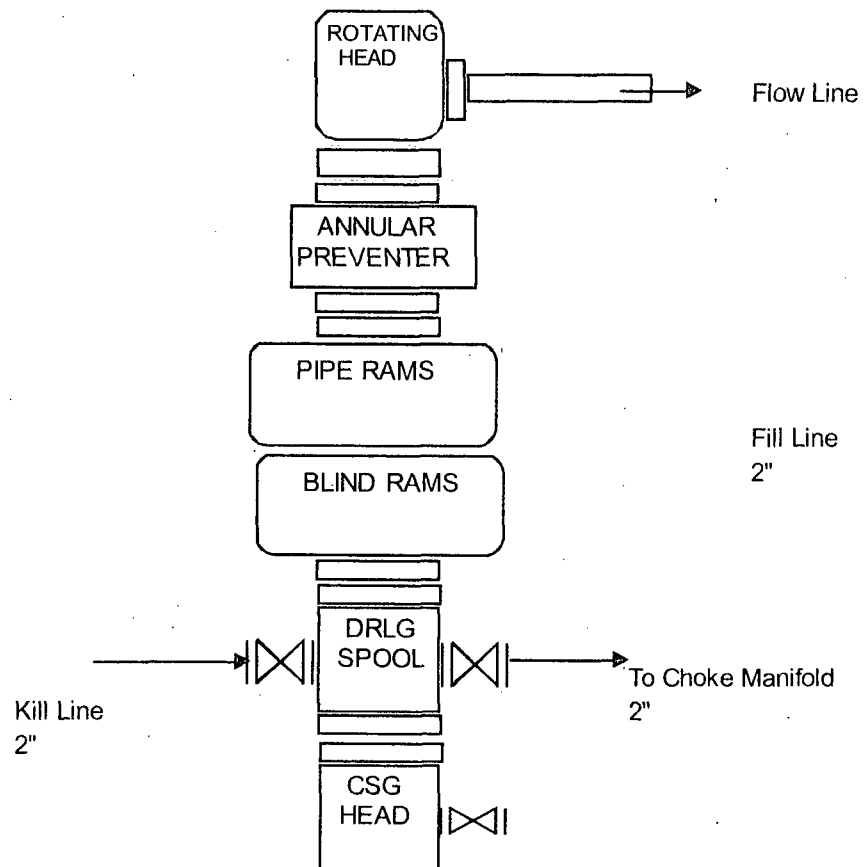 ROTATING
HEAD
Flow Line
ANNULAR
PREVENTER
PIPE RAMS
Fill Line
2"
BLIND RAMS
DRLG
SPOOL
To Choke Manifold
2"
Kill Line
2"
CSG
HEAD